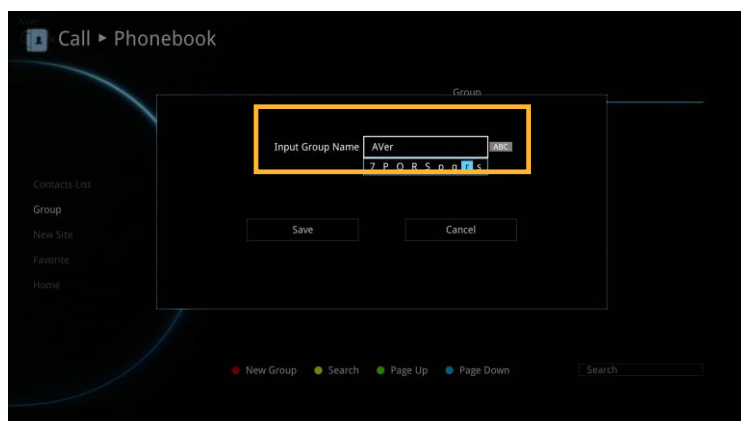 AVer
Call ► Phonebook
Group
Input Group Name AVer ABC
7 P Q R S p q r s
Contacts List
Group
New Site
Favorite
Home
Save Cancel
New Group Search Page Up Page Down Search